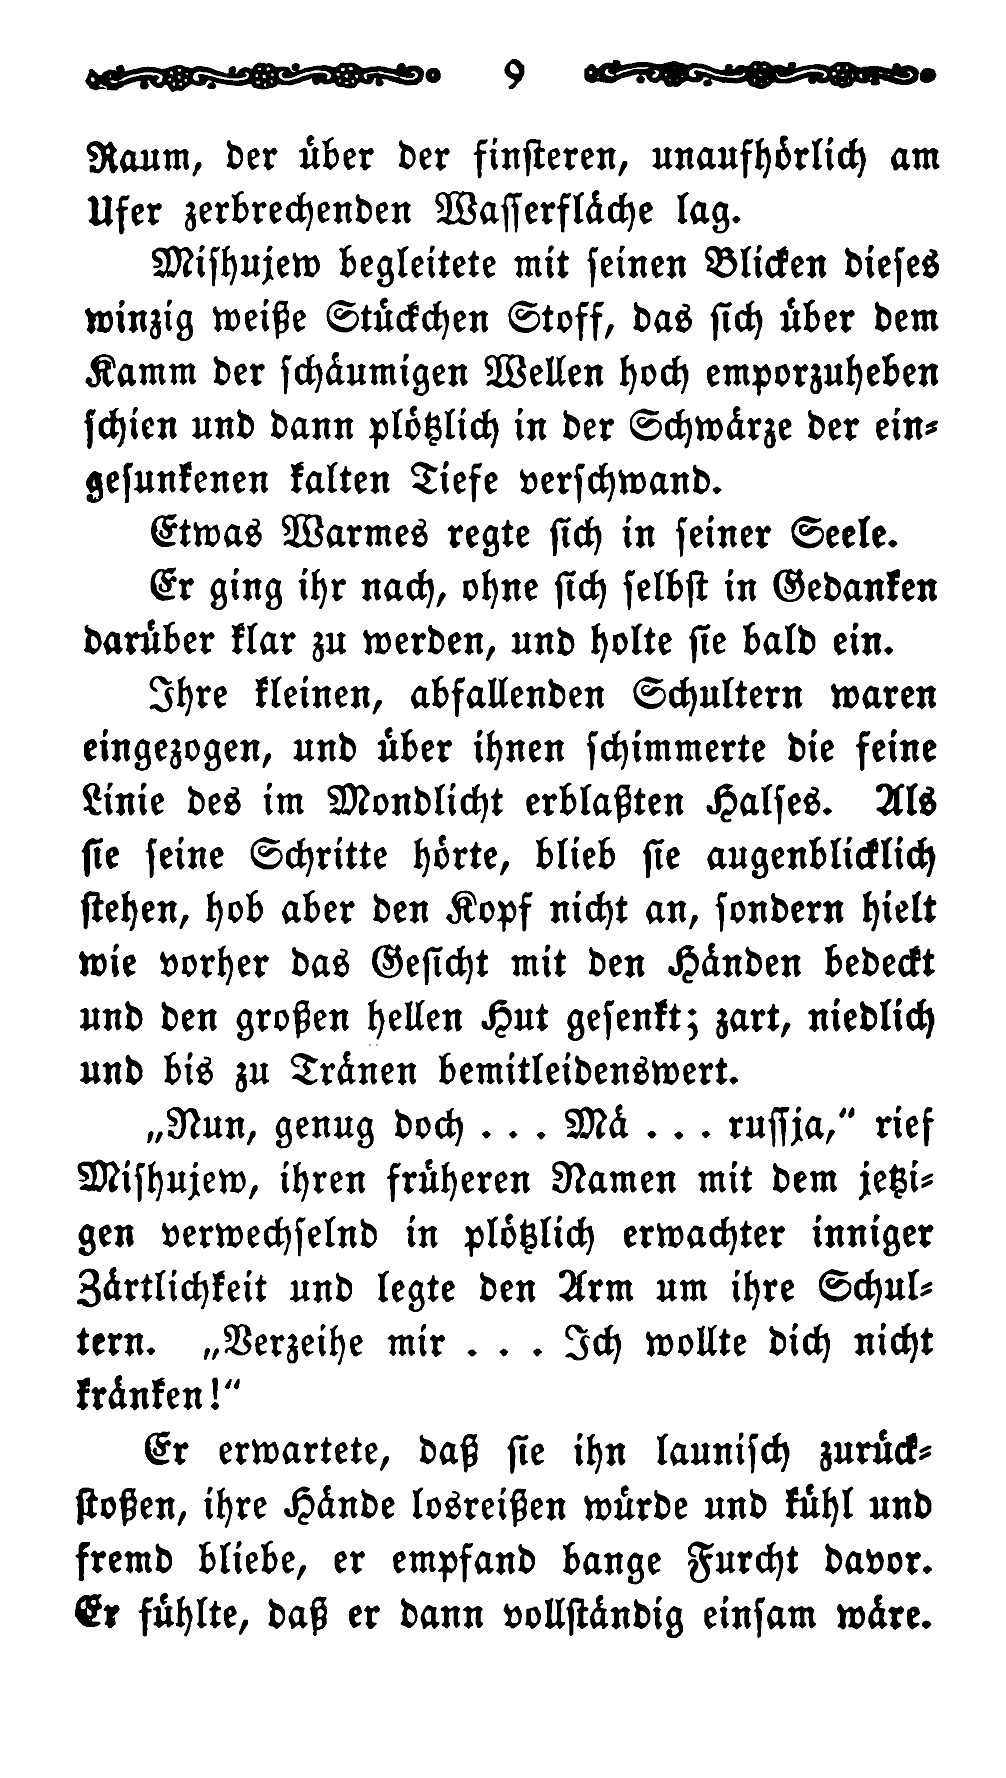 9
Raum, der über der finſteren, unaufhörlich am
Ufer zerbrechenden Waſſerfläche lag.
Miſhujew begleitete mit ſeinen Blicken dieſes
winzig weiße Stückchen Stoff, das ſich über dem
Kamm der ſchäumigen Wellen hoch emporzuheben
ſchien und dann plötzlich in der Schwärze der ein⸗
geſunkenen kalten Tiefe verſchwand.
Etwas Warmes regte ſich in ſeiner Seele.
Er ging ihr nach, ohne ſich ſelbſt in Gedanken
darüber klar zu werden, und holte ſie bald ein.
Ihre kleinen, abfallenden Schultern waren
eingezogen, und über ihnen ſchimmerte die feine
Linie des im Mondlicht erblaßten Halſes. Als
ſie ſeine Schritte hörte, blieb ſie augenblicklich
ſtehen, hob aber den Kopf nicht an, ſondern hielt
wie vorher das Geſicht mit den Händen bedeckt
und den großen hellen Hut geſenkt; zart, niedlich
und bis zu Tränen bemitleidenswert.
„Nun, genug doch . . . Mä . . . ruſſja,“ rief
Miſhujew, ihren früheren Namen mit dem jetzi⸗
gen verwechſelnd in plötzlich erwachter inniger
Zärtlichkeit und legte den Arm um ihre Schul⸗
tern. „Verzeihe mir . . . Ich wollte dich nicht
kränken!“
Er erwartete, daß ſie ihn launiſch zurück⸗
ſtoßen, ihre Hände losreißen würde und kühl und
fremd bliebe, er empfand bange Furcht davor.
Er fühlte, daß er dann vollſtändig einſam wäre.